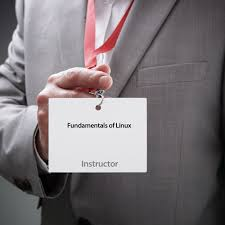 Fundamentals of Linux
Instructor